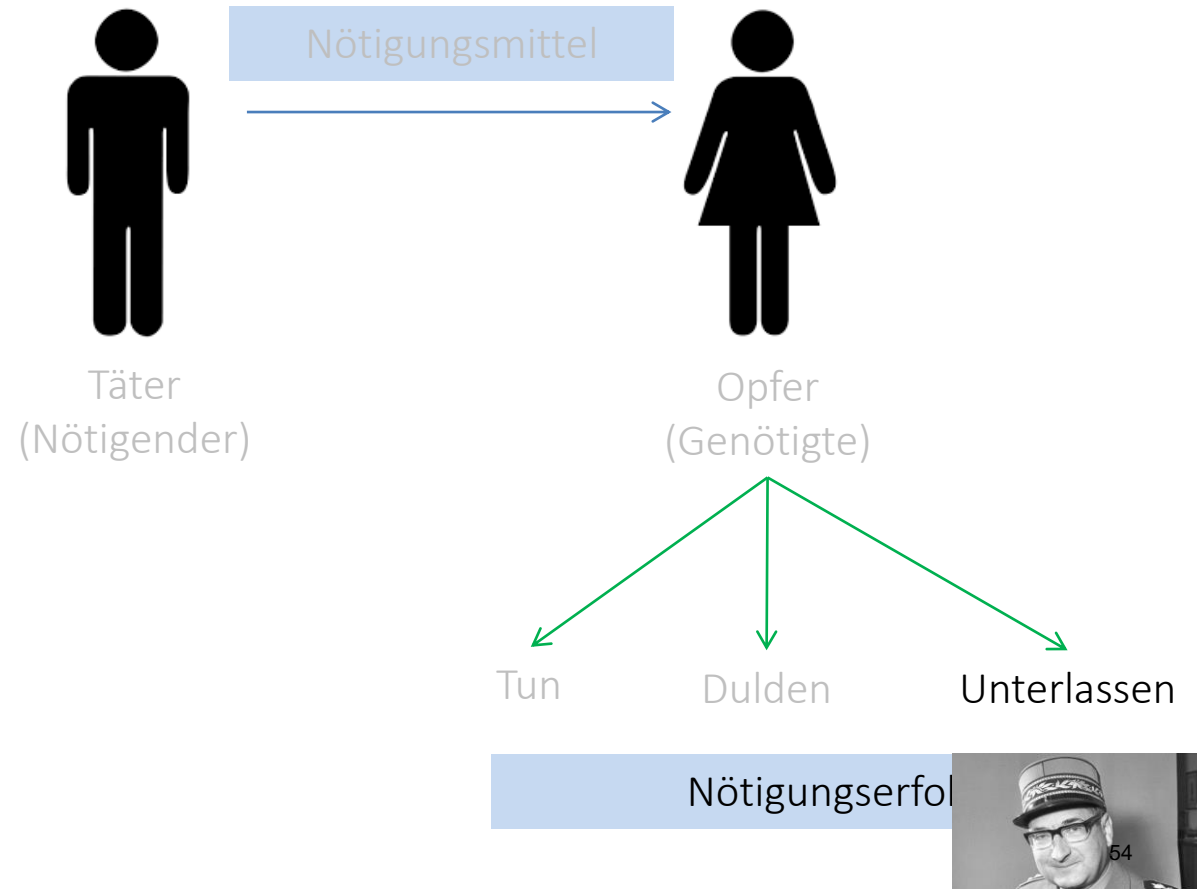 Nötigungsmittel
Täter
(Nötigender)
Opfer
(Genötigte)
Tun
Dulden
Unterlassen
Nötigungserfol
54